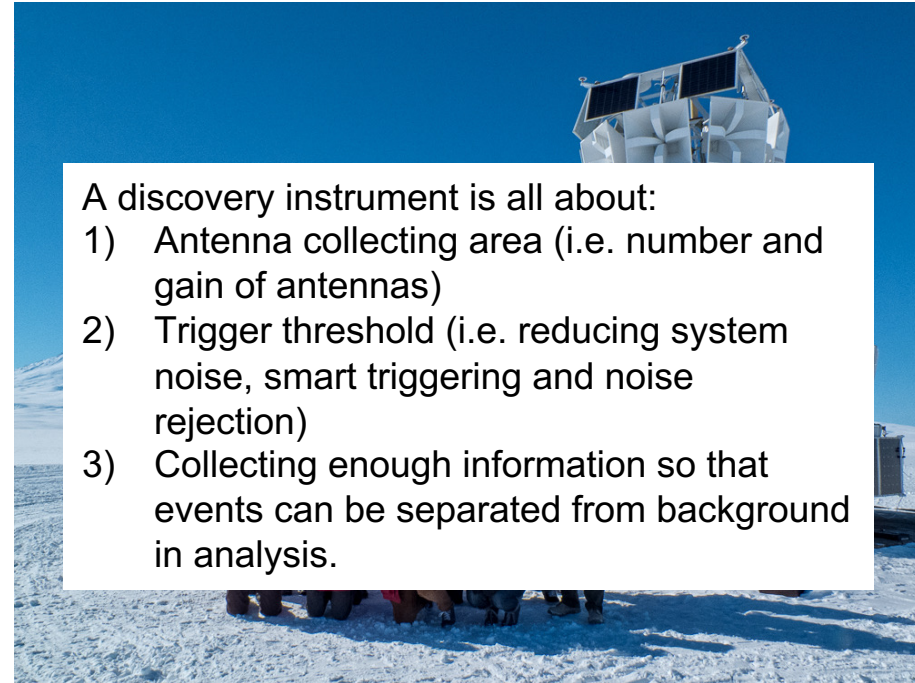 A discovery instrument is all about:
1) Antenna collecting area (i.e. number and
gain of antennas)
2) Trigger threshold (i.e. reducing system
noise, smart triggering and noise
rejection)
3) Collecting enough information so that
events can be separated from background
in analysis.